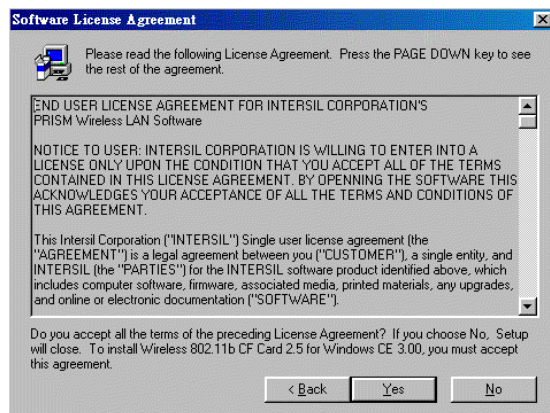 Software License Agreement
Please read the following License Agreement. Press the PAGE DOWN key to see
the rest of the agreement.
END USER LICENSE AGREEMENT FOR INTERSIL CORPORATION'S
PRISM Wireless LAN Software
NOTICE TO USER: INTERSIL CORPORATION IS WILLING TO ENTER INTO A
LICENSE ONLY UPON THE CONDITION THAT YOU ACCEPT ALL OF THE TERMS
CONTAINED IN THIS LICENSE AGREEMENT. BY OPENNING THE SOFTWARE THIS
ACKNOWLEDGES YOUR ACCEPTANCE OF ALL THE TERMS AND CONDITIONS OF
THIS AGREEMENT.
This Intersil Corporation ("INTERSIL") Single user license agreement (the
"AGREEMENT") is a legal agreement between you ("CUSTOMER"), a single entity, and
INTERSIL (the "PARTIES") for the INTERSIL software product identified above, which
includes computer software, firmware, associated media, printed materials, any upgrades,
and online or electronic documentation ("SOFTWARE").
Do you accept all the terms of the preceding License Agreement? If you choose No, Setup
will close. To install Wireless 802.11b CF Card 2.5 for Windows CE 3.00, you must accept
this agreement.
< Back Yes No